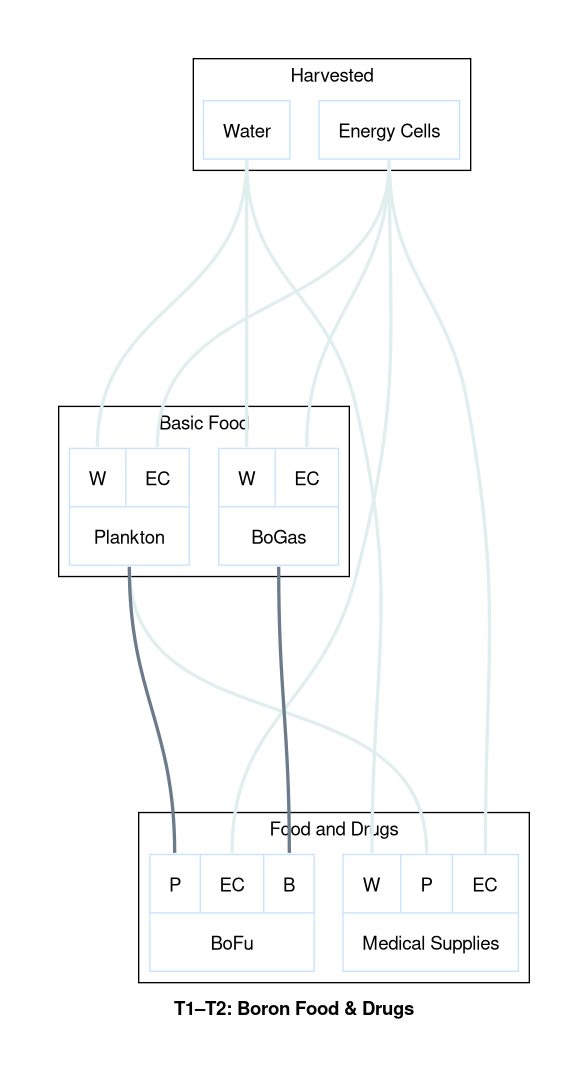 Harvested
Water Energy Cells
Basic Food
W EC W EC
Plankton BoGas
Food and Drugs
P EC B W P EC
BoFu Medical Supplies
T1–T2: Boron Food & Drugs